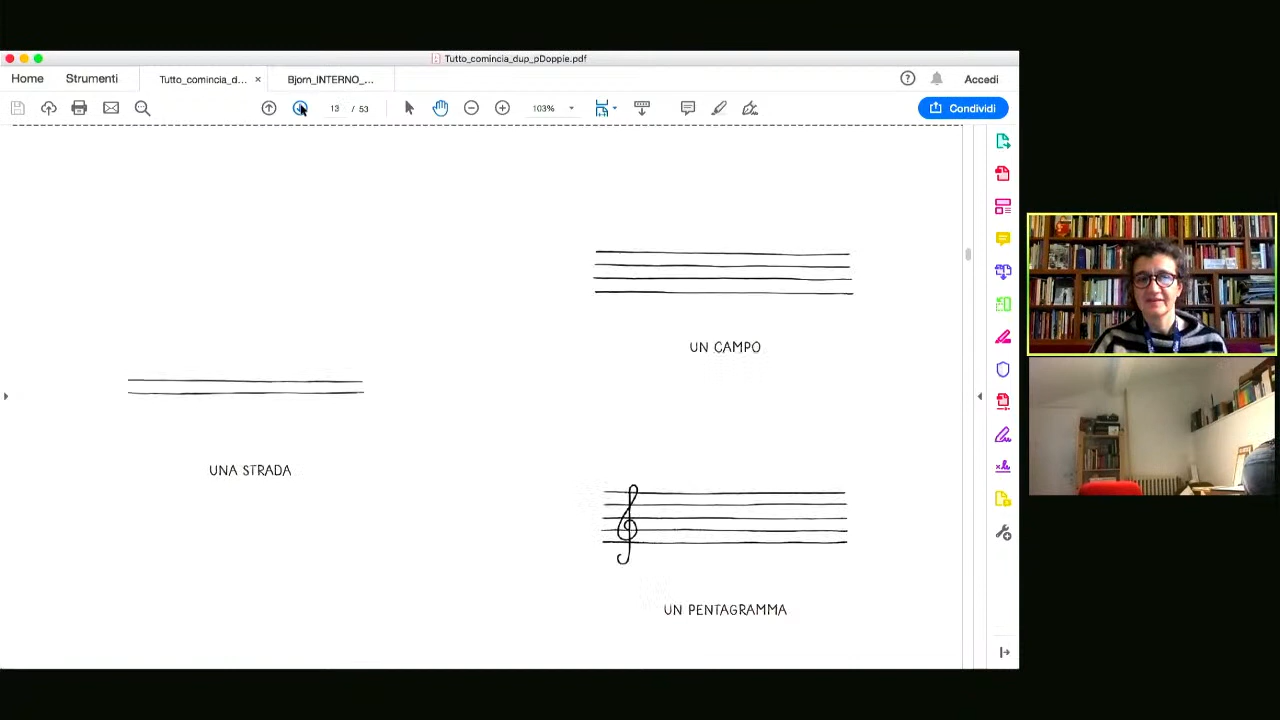 Tutto_comincia_dup_pDoppie.pdf
Home
Strumenti
Tutto_comincia_d...
Bjorn_INTERNO_...
Accedi
13 / 53
103%
Condividi
UN CAMPO
UNA STRADA
UN PENTAGRAMMA